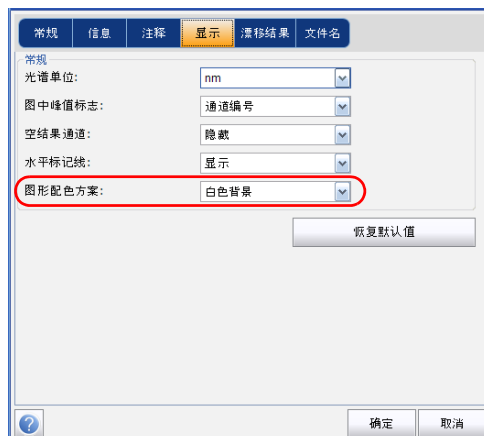 常规 信息 注释 显示 漂移结果 文件名
常规
光谱单位: nm
图中峰值标志: 通道编号
空结果通道: 隐藏
水平标记线: 显示
图形配色方案: 白色背景
恢复默认值
? 确定 取消